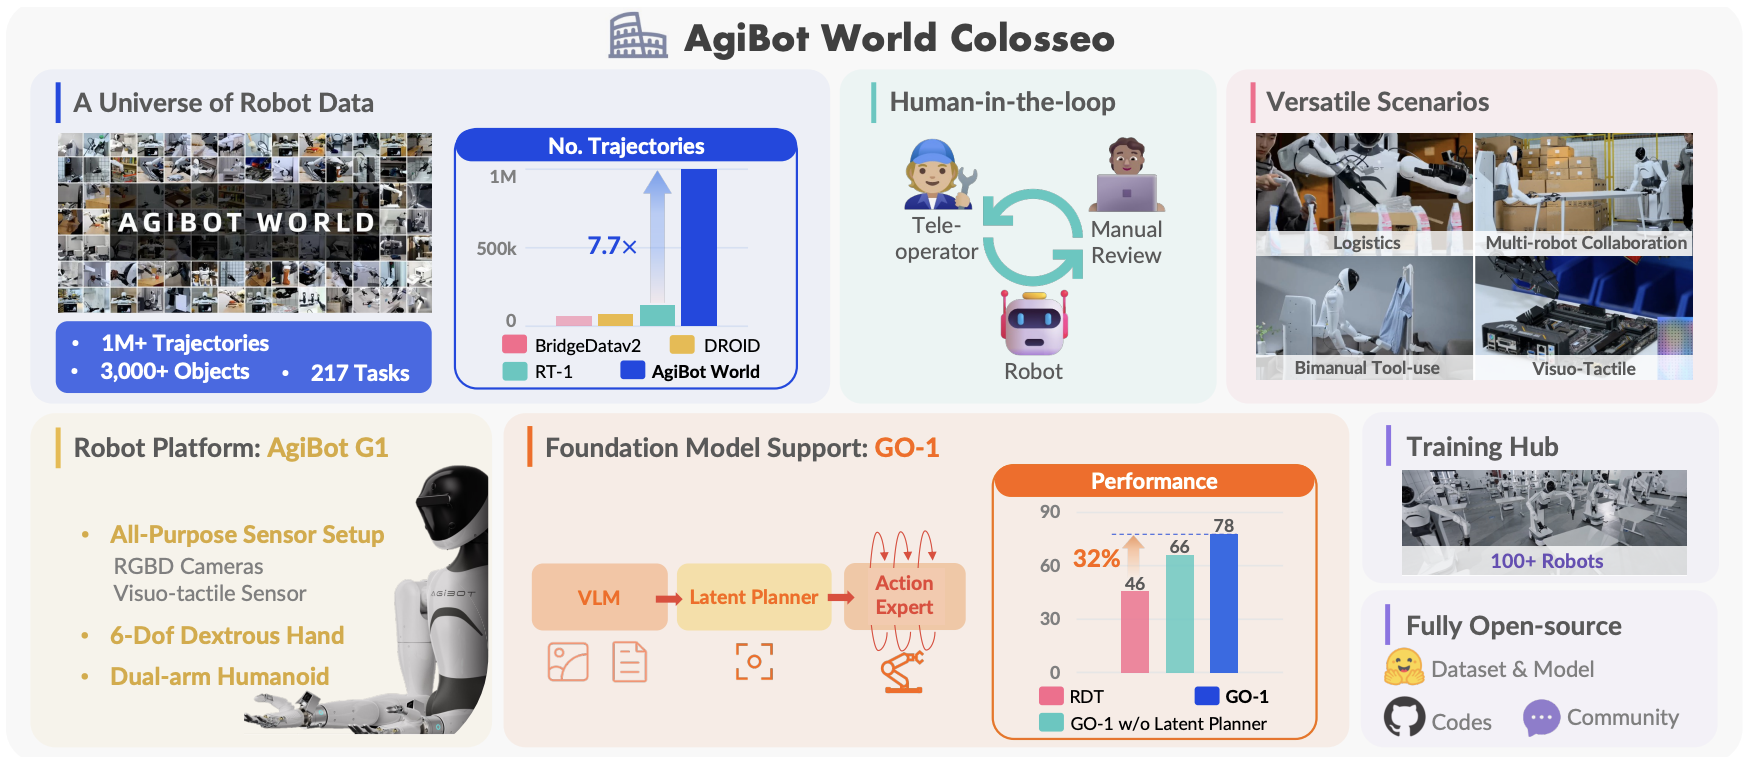 AgiBot World Colosseo
A Universe of Robot Data
AGIBOT WORLD
• 1M+ Trajectories
• 3,000+ Objects • 217 Tasks
No. Trajectories
1M
500k
0
7.7×
BridgeDatav2 DROID
RT-1 AgiBot World
Human-in-the-loop
Tele-
operator
Manual
Review
Robot
Versatile Scenarios
Logistics
Multi-robot Collaboration
Bimanual Tool-use
Visuo-Tactile
Robot Platform: AgiBot G1
• All-Purpose Sensor Setup
RGBD Cameras
Visuo-tactile Sensor
• 6-Dof Dextrous Hand
• Dual-arm Humanoid
AGIBOT
Foundation Model Support: GO-1
VLM
Latent Planner
Action
Expert
Performance
90
60
30
0
32%
46
66
78
RDT GO-1
GO-1 w/o Latent Planner
Training Hub
100+ Robots
Fully Open-source
Dataset & Model
Codes
Community